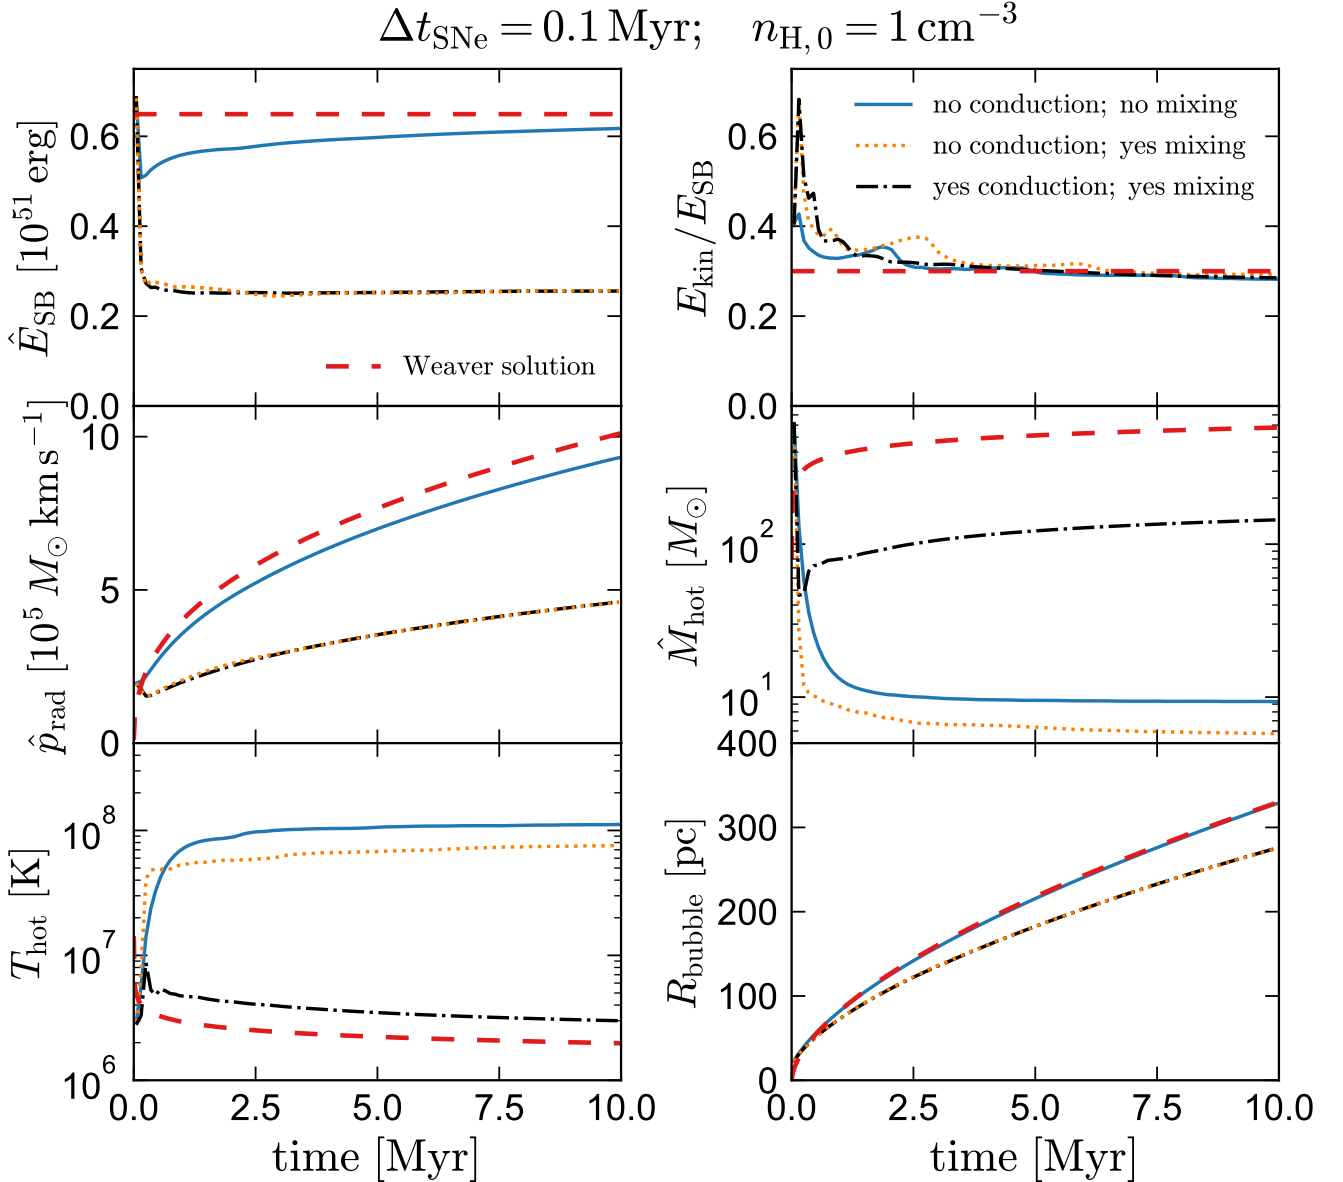 Δt_SNe = 0.1 Myr; n_H,0 = 1 cm^−3
Ê_SB [10^51 erg]
0.6
0.4
0.2
0.0
Weaver solution
E_kin/E_SB
0.6
0.4
0.2
0.0
no conduction; no mixing
no conduction; yes mixing
yes conduction; yes mixing
p̂_rad [10^5 M_⊙ km s^−1]
10
5
0
M̂_hot [M_⊙]
10^2
10^1
T_hot [K]
10^8
10^7
10^6
0.0 2.5 5.0 7.5 10.0
time [Myr]
R_bubble [pc]
400
300
200
100
0
0.0 2.5 5.0 7.5 10.0
time [Myr]